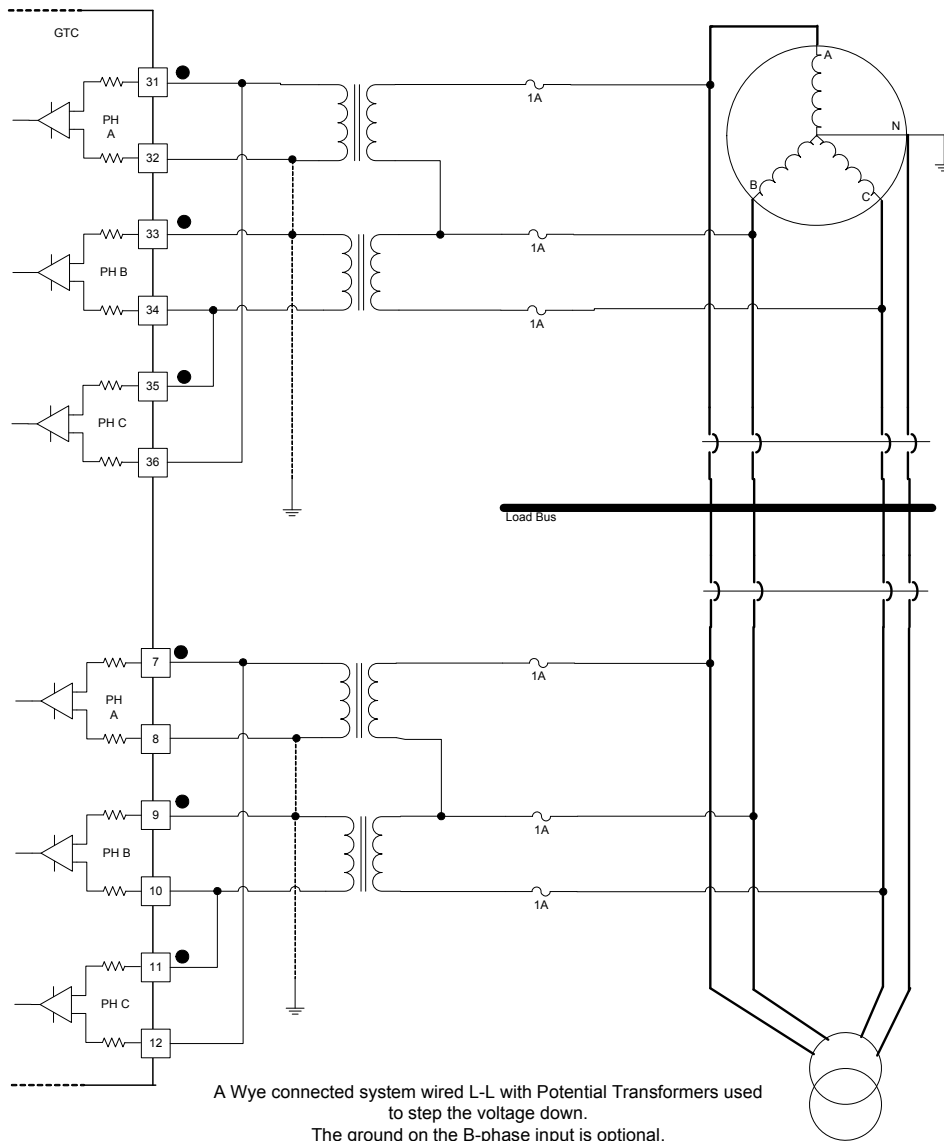 GTC
A
31
PH
A
1A
32
N
B
C
33
1A
PH B
34
1A
35
PH C
36
Load Bus
7
1A
PH
A
8
9
1A
PH B
10
1A
11
PH C
12
A Wye connected system wired L-L with Potential Transformers used
to step the voltage down.
The ground on the B-phase input is optional.